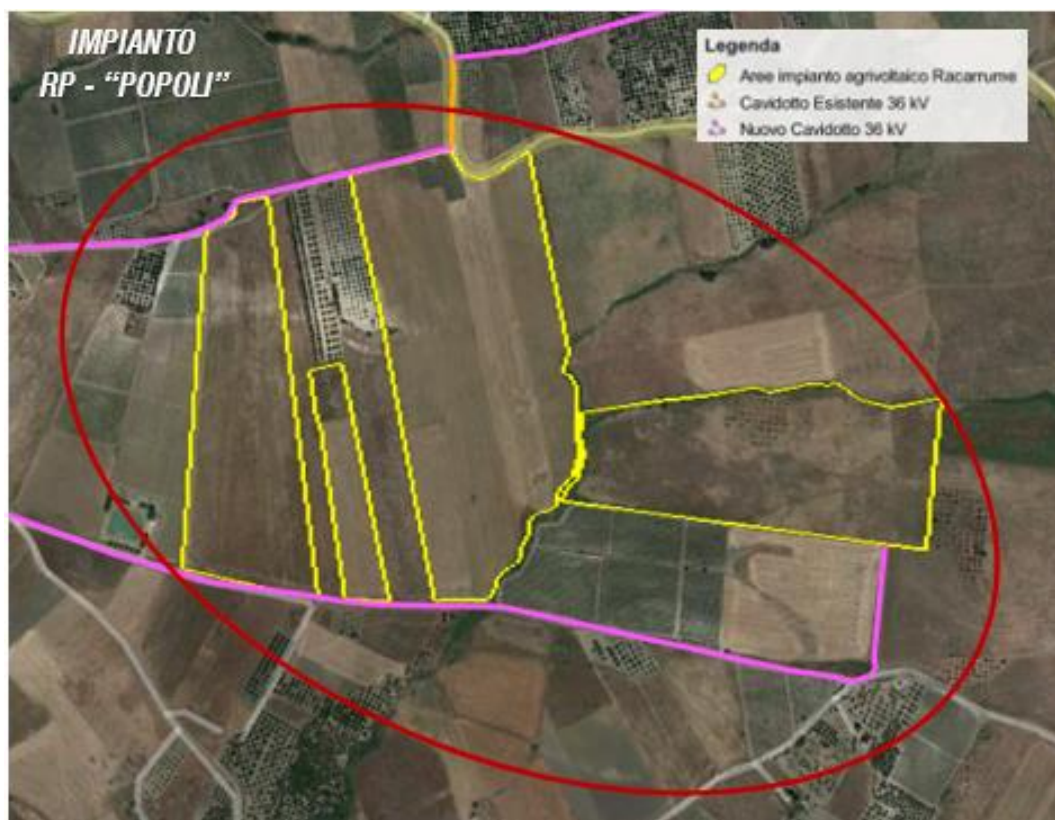 IMPIANTO
RP - “POPOLI”
Legenda
Aree impianto agrivoltaico Racarrume
Cavidotto Esistente 36 kV
Nuovo Cavidotto 36 kV